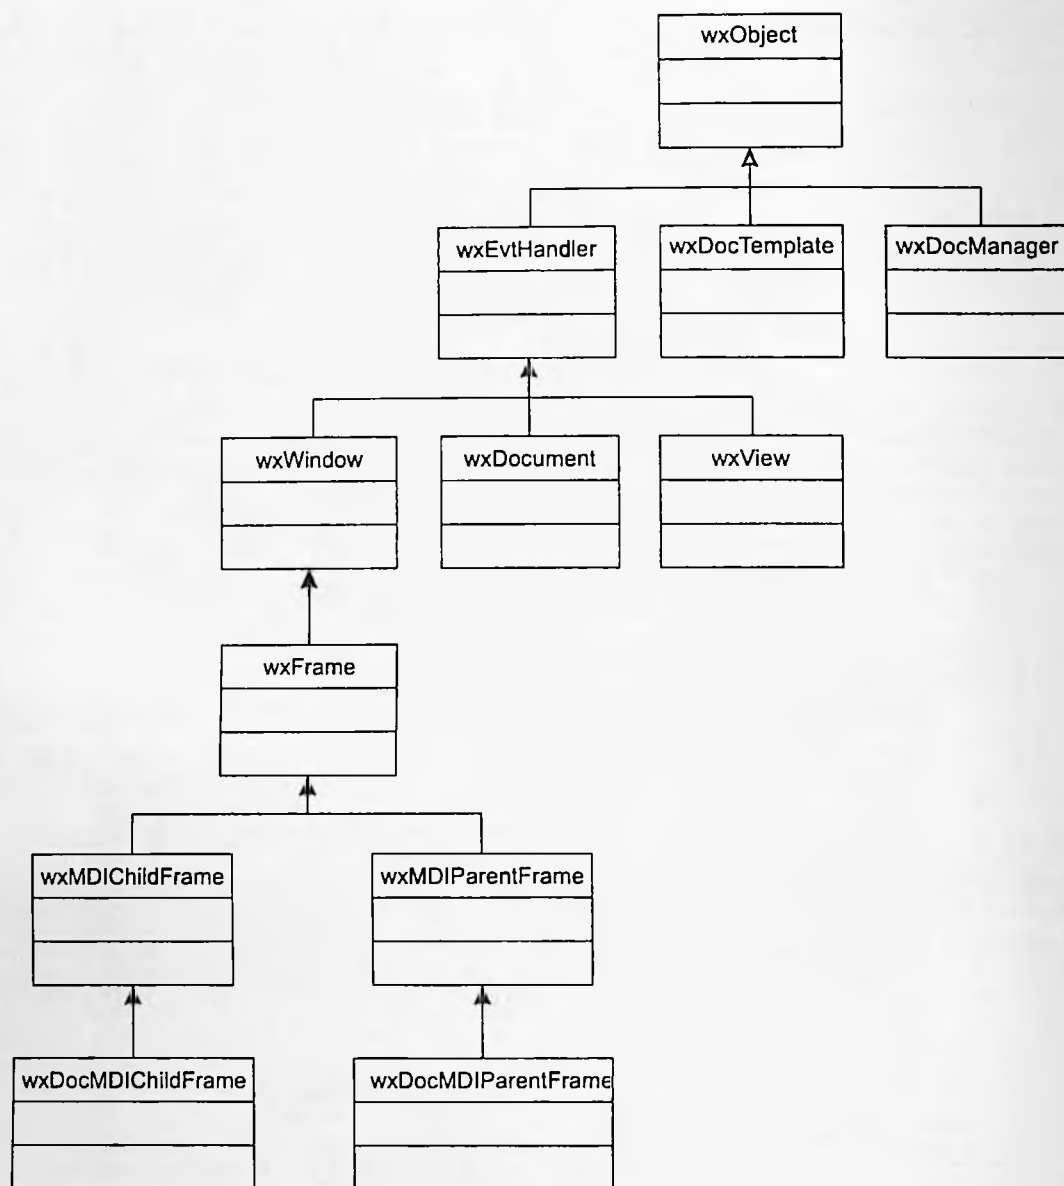 wxObject
wxEvtHandler
wxDocTemplate
wxDocManager
wxWindow
wxDocument
wxView
wxFrame
wxMDIChildFrame
wxMDIParentFrame
wxDocMDIChildFrame
wxDocMDIParentFrame